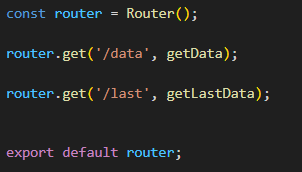 const router = Router();
router.get('/data', getData);
router.get('/last', getLastData);
export default router;